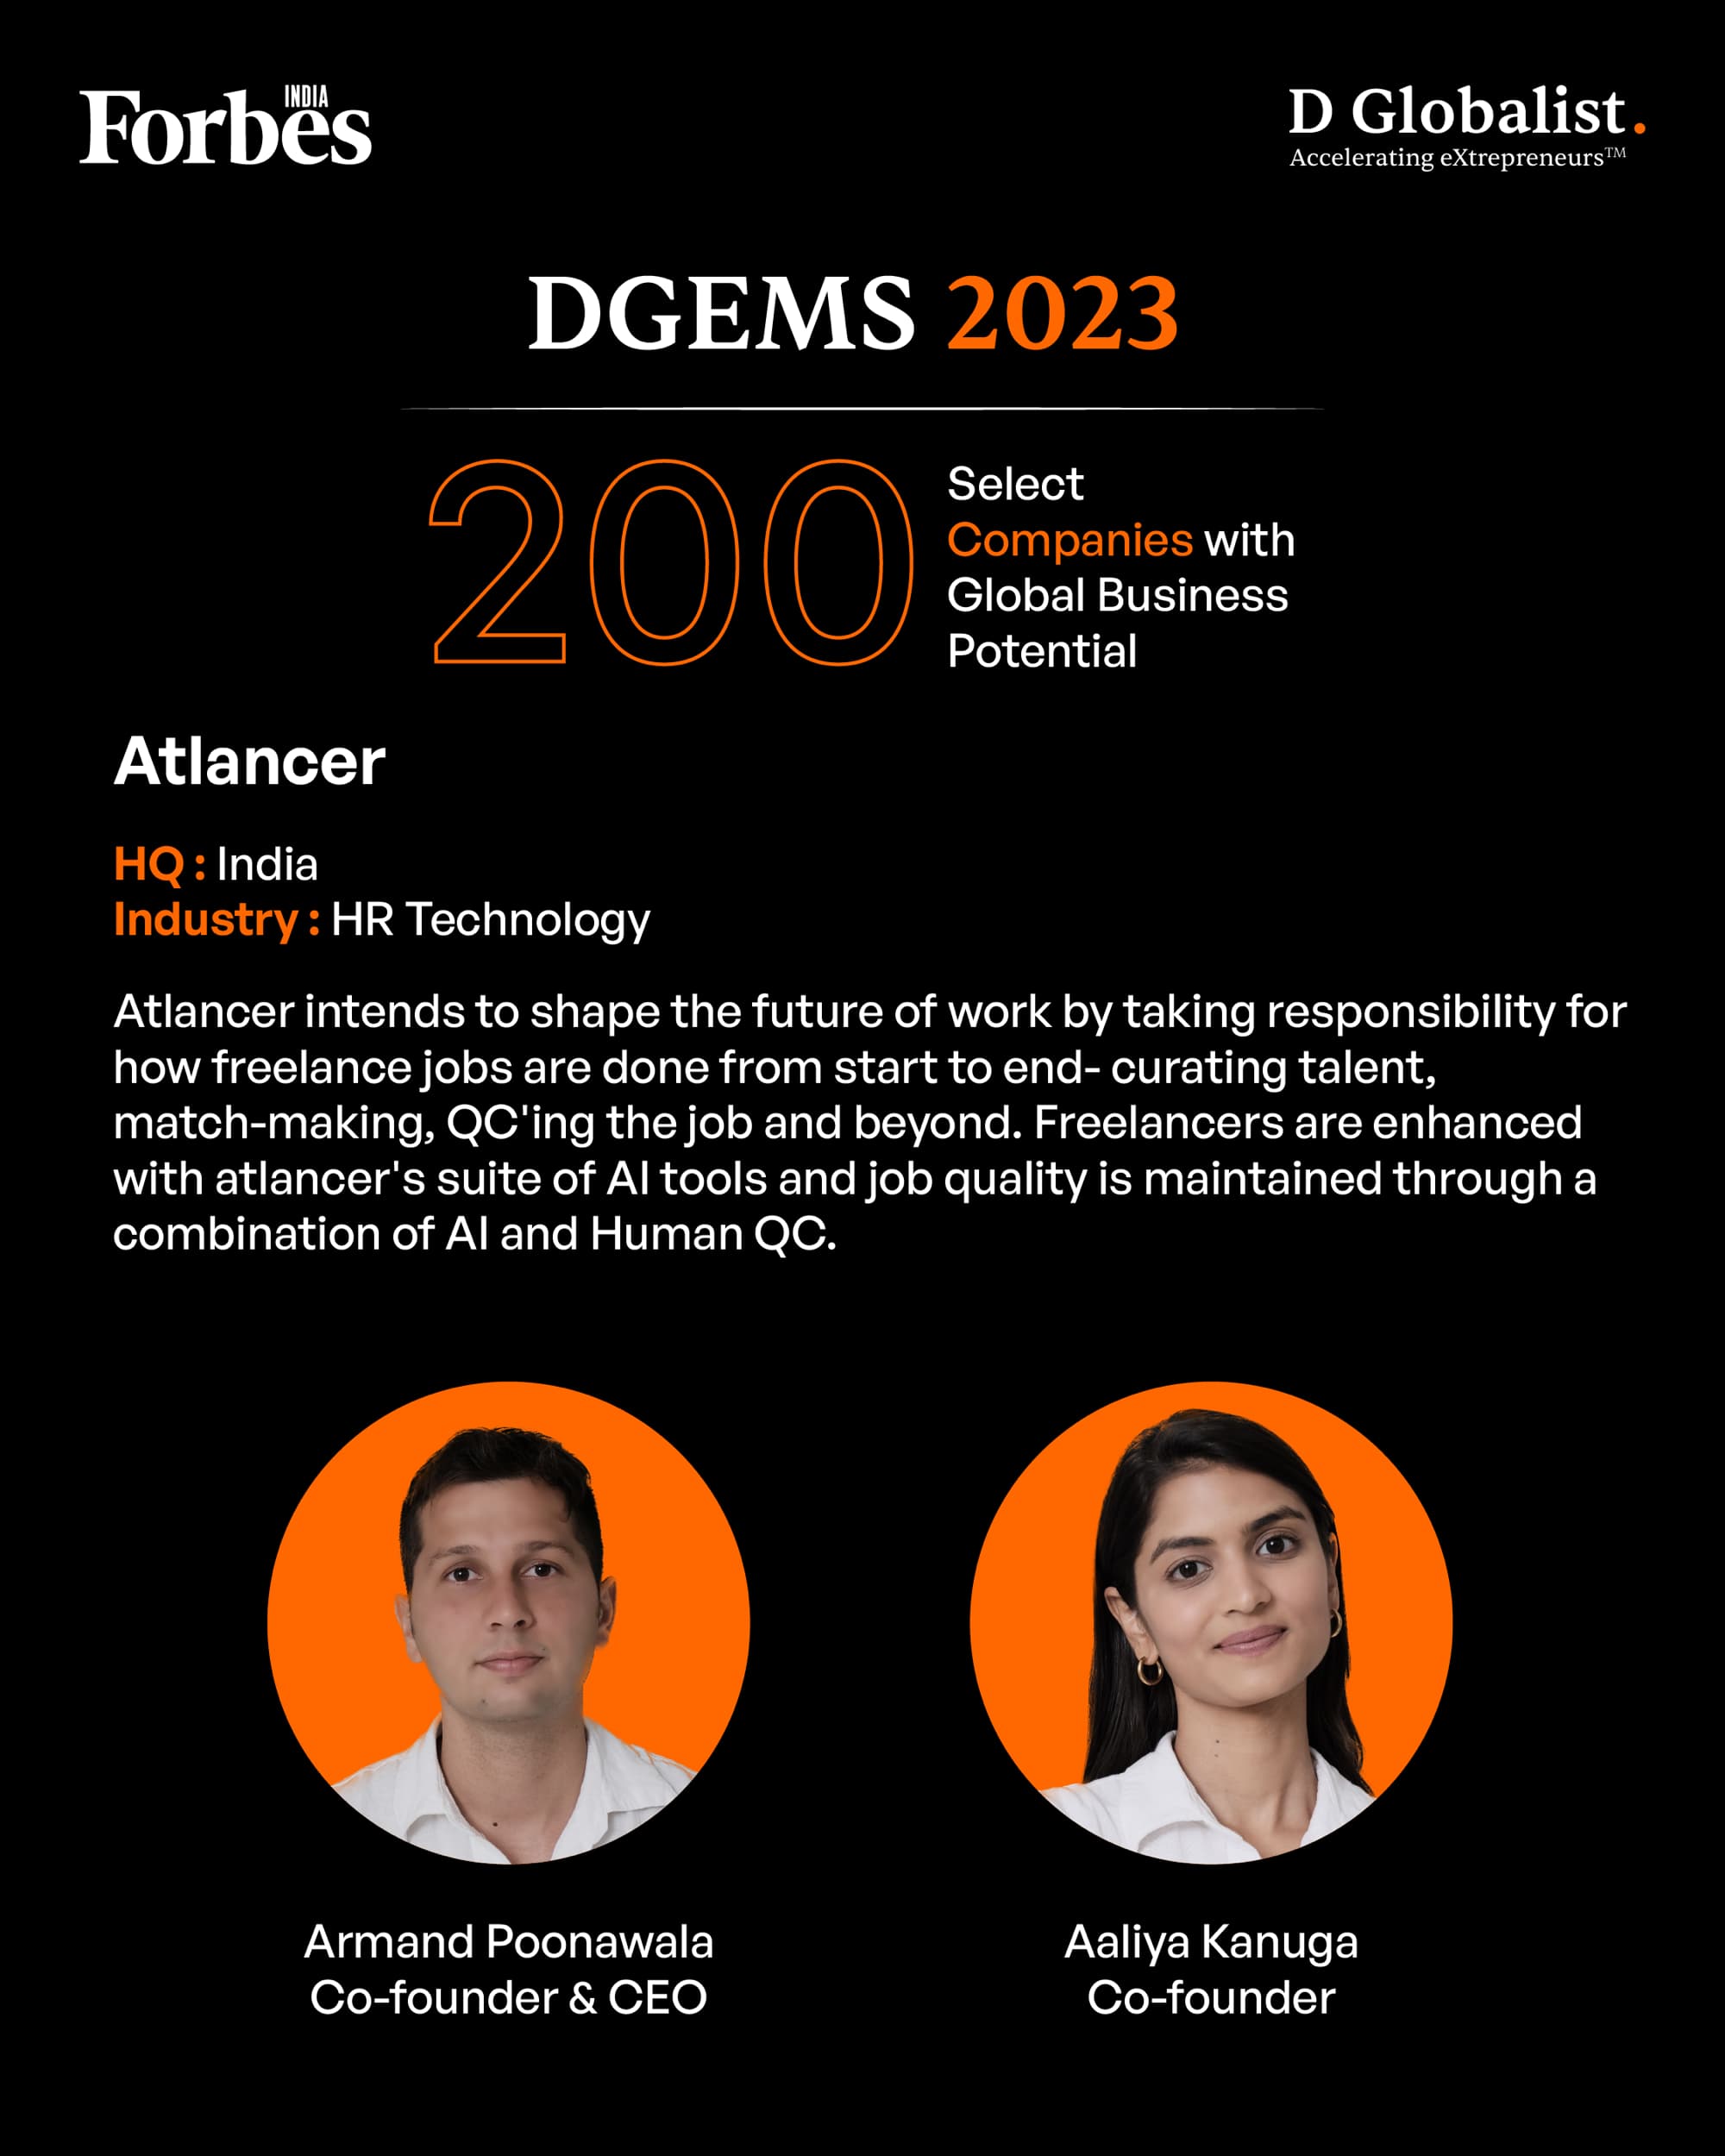 Forbes INDIA
D Globalist.
Accelerating eXtrepreneurs™
DGEMS 2023
200
Select
Companies with
Global Business
Potential
Atlancer
HQ : India
Industry : HR Technology
Atlancer intends to shape the future of work by taking responsibility for
how freelance jobs are done from start to end- curating talent,
match-making, QC'ing the job and beyond. Freelancers are enhanced
with atlancer's suite of AI tools and job quality is maintained through a
combination of AI and Human QC.
Armand Poonawala
Co-founder & CEO
Aaliya Kanuga
Co-founder